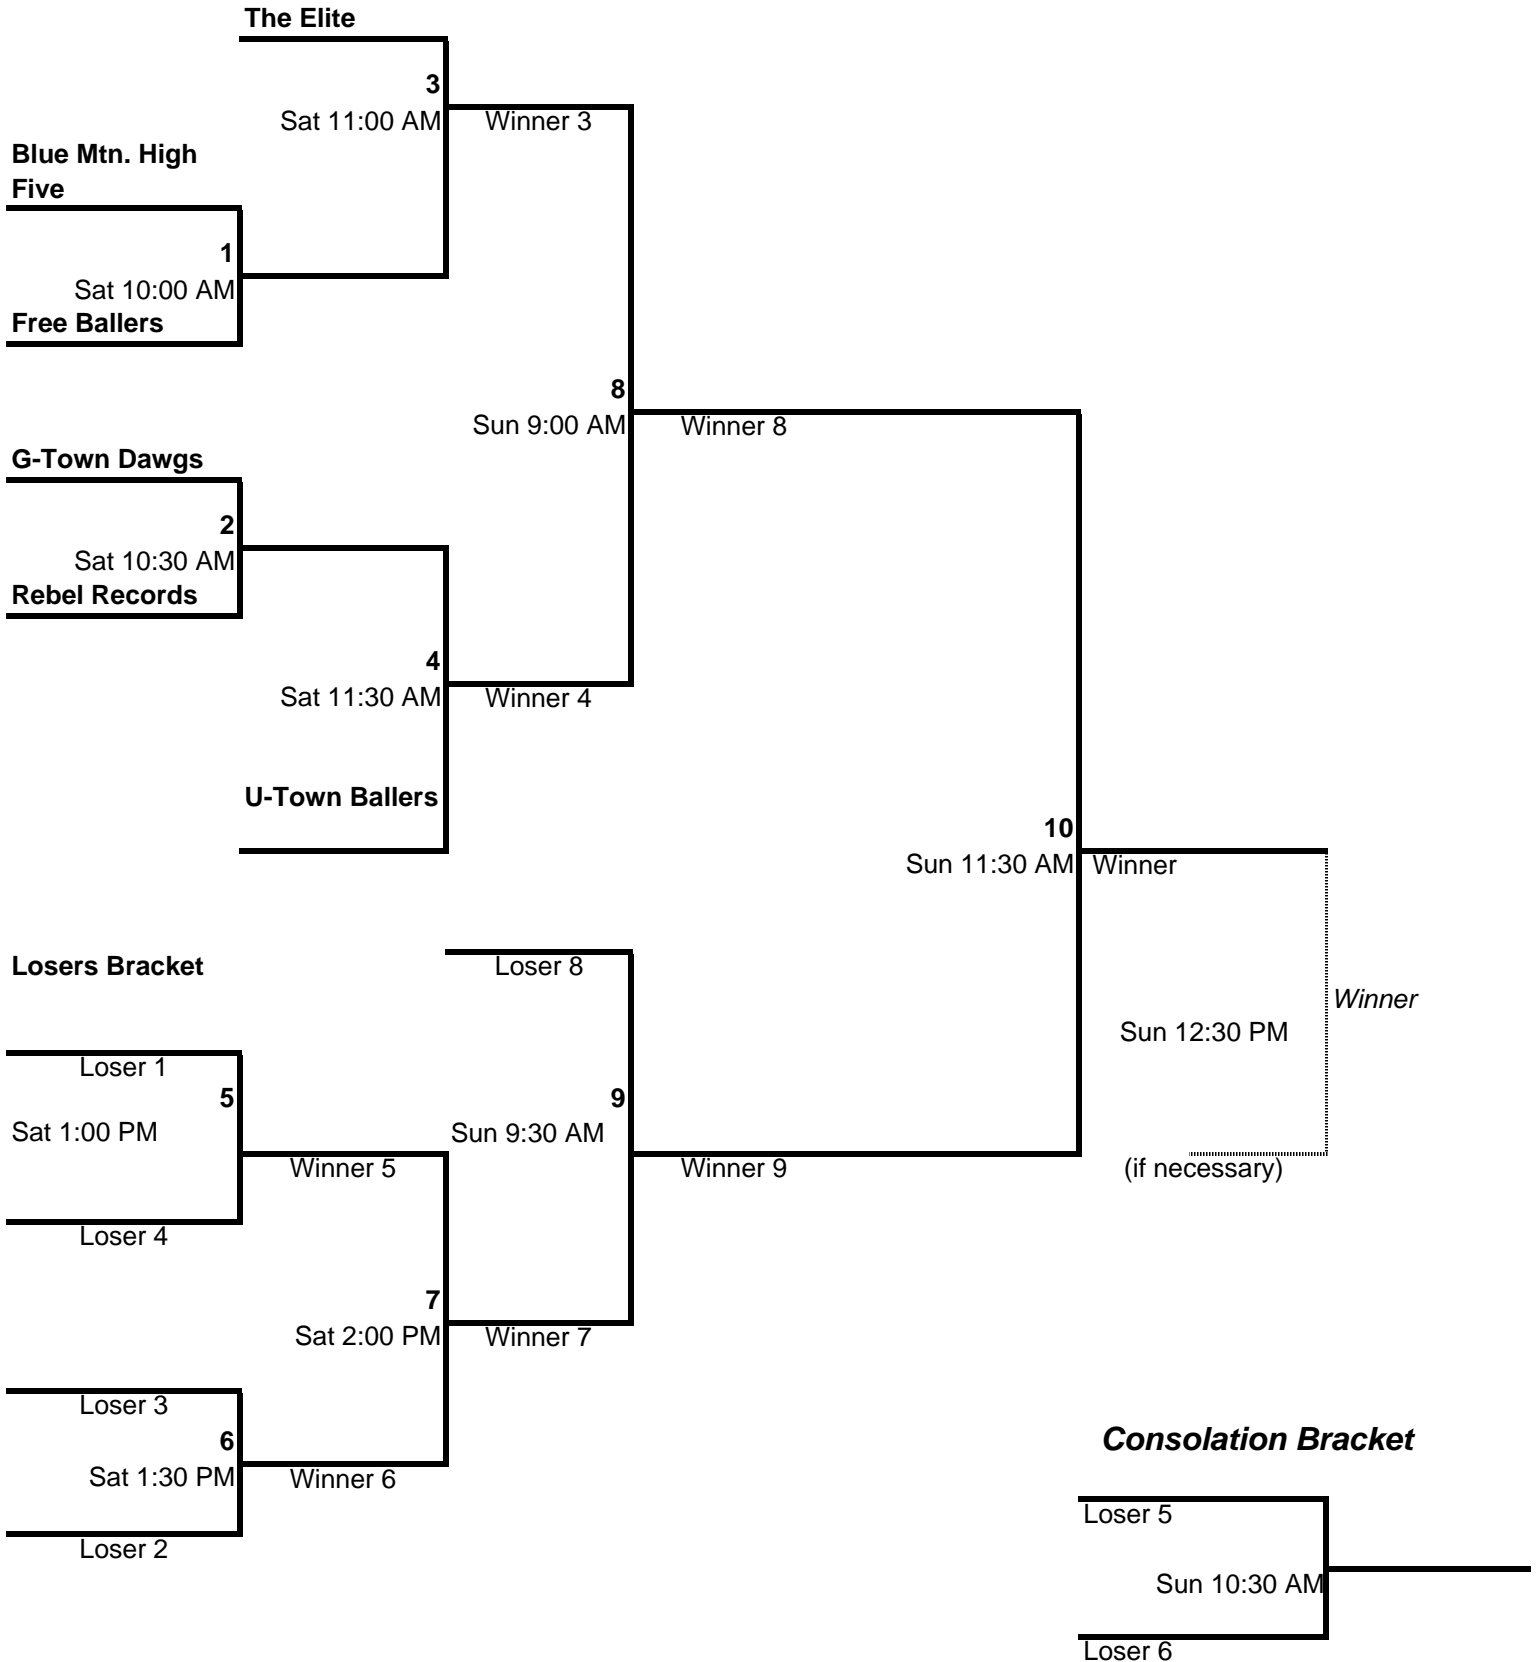 The Elite
3
Sat 11:00 AM
Winner 3
Blue Mtn. High
Five
1
Sat 10:00 AM
Free Ballers
8
Sun 9:00 AM
Winner 8
G-Town Dawgs
2
Sat 10:30 AM
Rebel Records
4
Sat 11:30 AM
Winner 4
U-Town Ballers
10
Sun 11:30 AM
Winner
Losers Bracket
Loser 8
Winner
Sun 12:30 PM
Loser 1
5
Sat 1:00 PM
9
Sun 9:30 AM
Winner 5
Winner 9
(if necessary)
Loser 4
7
Sat 2:00 PM
Winner 7
Loser 3
6
Sat 1:30 PM
Winner 6
Loser 2
Consolation Bracket
Loser 5
Sun 10:30 AM
Loser 6